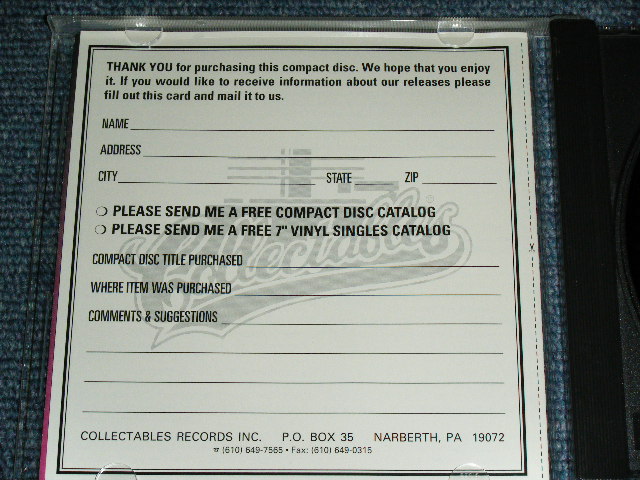 THANK YOU for purchasing this compact disc. We hope that you enjoy
it. If you would like to receive information about our releases please
fill out this card and mail it to us.
NAME
ADDRESS
CITY STATE ZIP
❍ PLEASE SEND ME A FREE COMPACT DISC CATALOG
❍ PLEASE SEND ME A FREE 7" VINYL SINGLES CATALOG
Collectables
COMPACT DISC TITLE PURCHASED
WHERE ITEM WAS PURCHASED
COMMENTS & SUGGESTIONS
COLLECTABLES RECORDS INC. P.O. BOX 35 NARBERTH, PA 19072
☎ (610) 649-7565 • Fax: (610) 649-0315